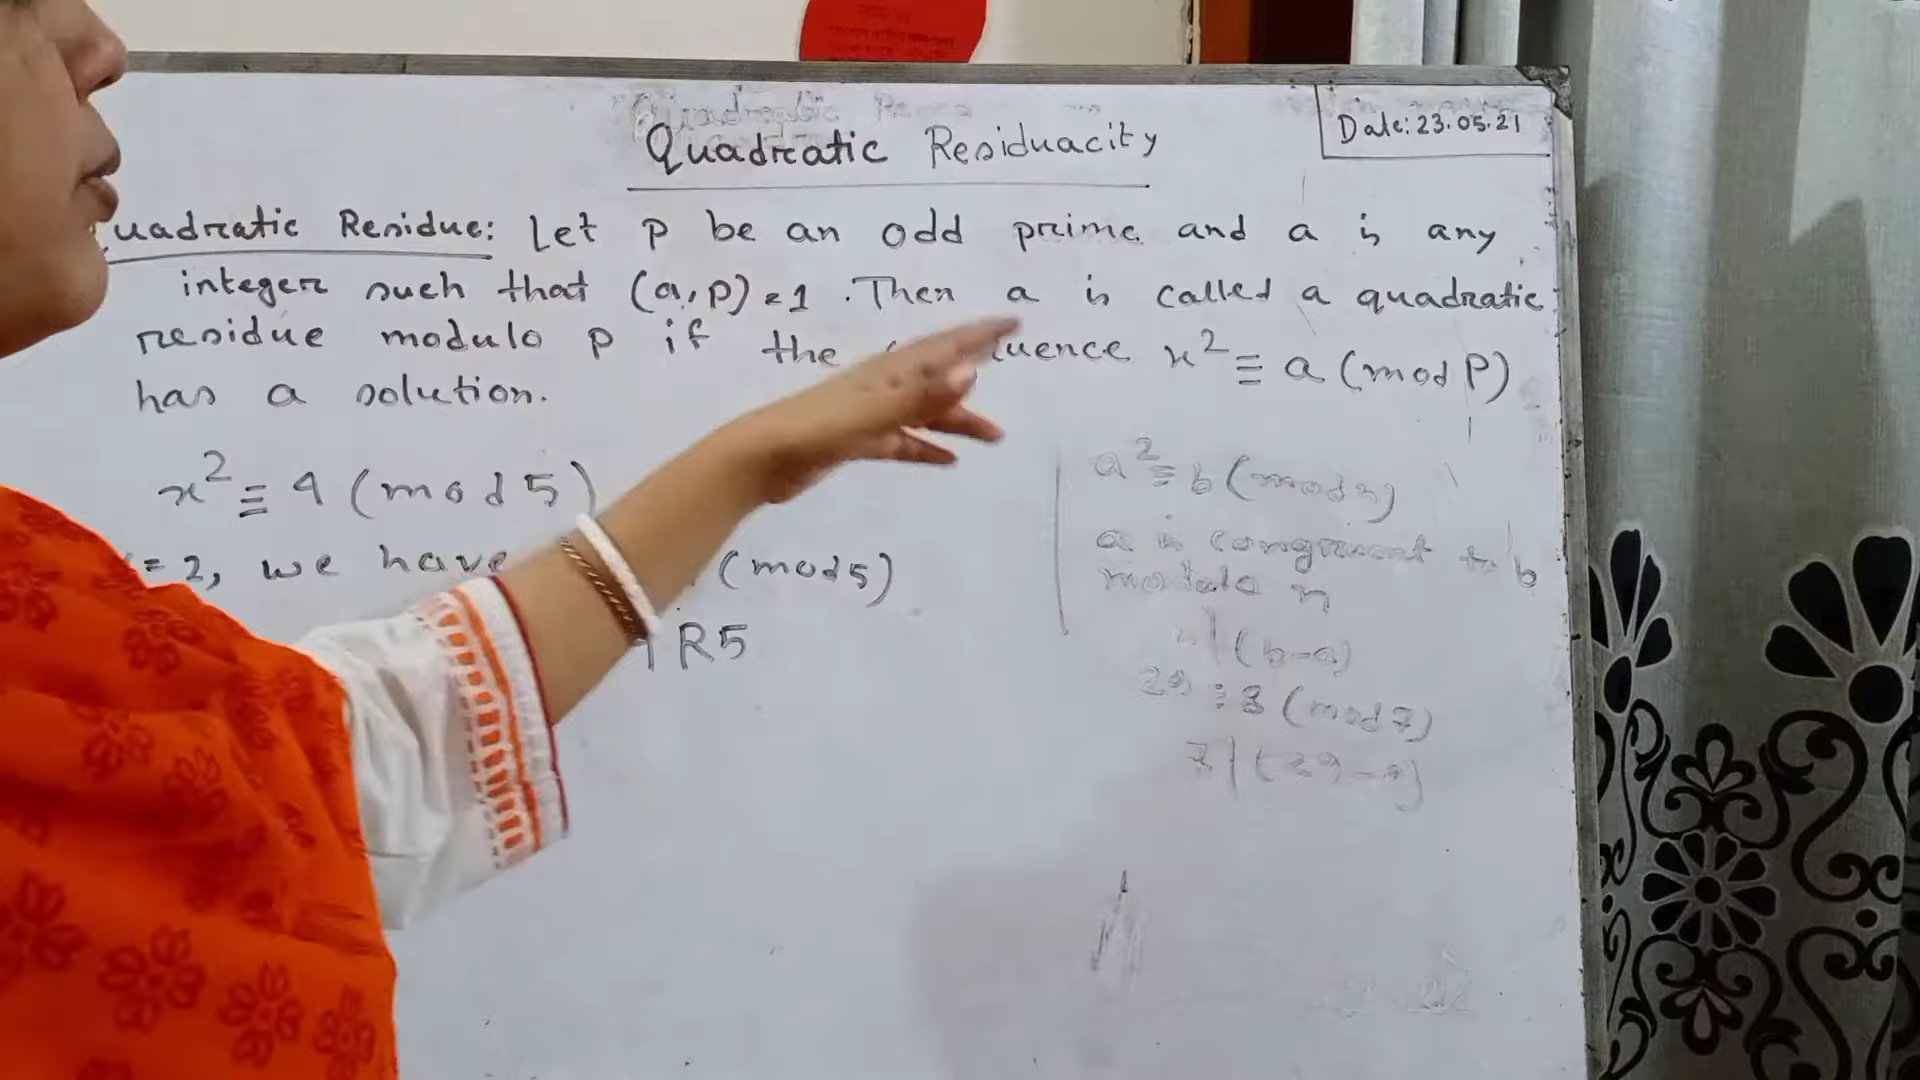 Quadratic Residuacity
Date: 23.05.21
uadratic Residue: Let p be an odd prime and a is any
integer such that (a, p) = 1. Then a is called a quadratic
residue modulo p if the uence x² ≡ a (mod P)
has a solution.
x² ≡ 4 (mod 5)
= 2, we have (mod 5)
R5
a² ≡ b (mod n)
a is congruent to b
modulo n
n | (b-a)
29 ≡ 8 (mod 7)
7 | (29 -